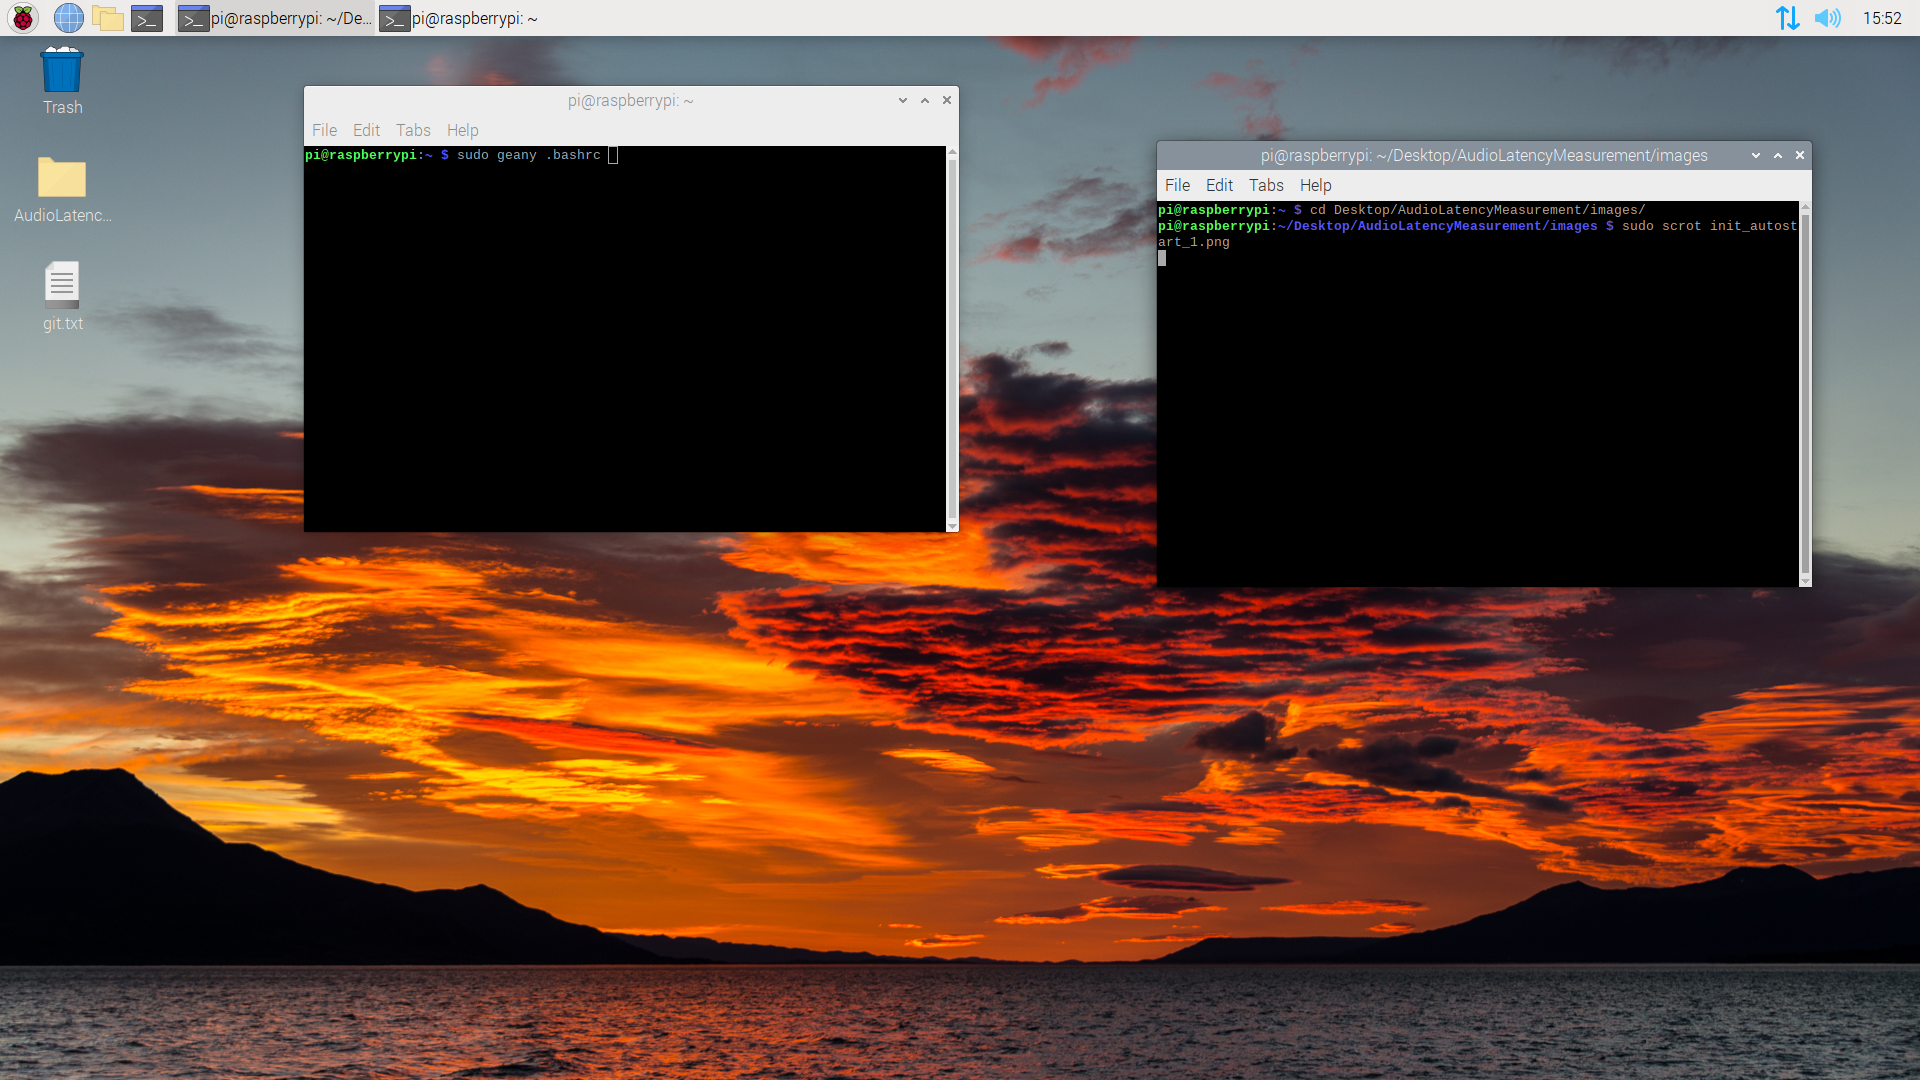 pi@raspberrypi: ~/De...
pi@raspberrypi: ~
15:52
Trash
AudioLatenc...
git.txt
pi@raspberrypi: ~
File Edit Tabs Help
pi@raspberrypi:~ $ sudo geany .bashrc
pi@raspberrypi: ~/Desktop/AudioLatencyMeasurement/images
File Edit Tabs Help
pi@raspberrypi:~ $ cd Desktop/AudioLatencyMeasurement/images/
pi@raspberrypi:~/Desktop/AudioLatencyMeasurement/images $ sudo scrot init_autost
art_1.png